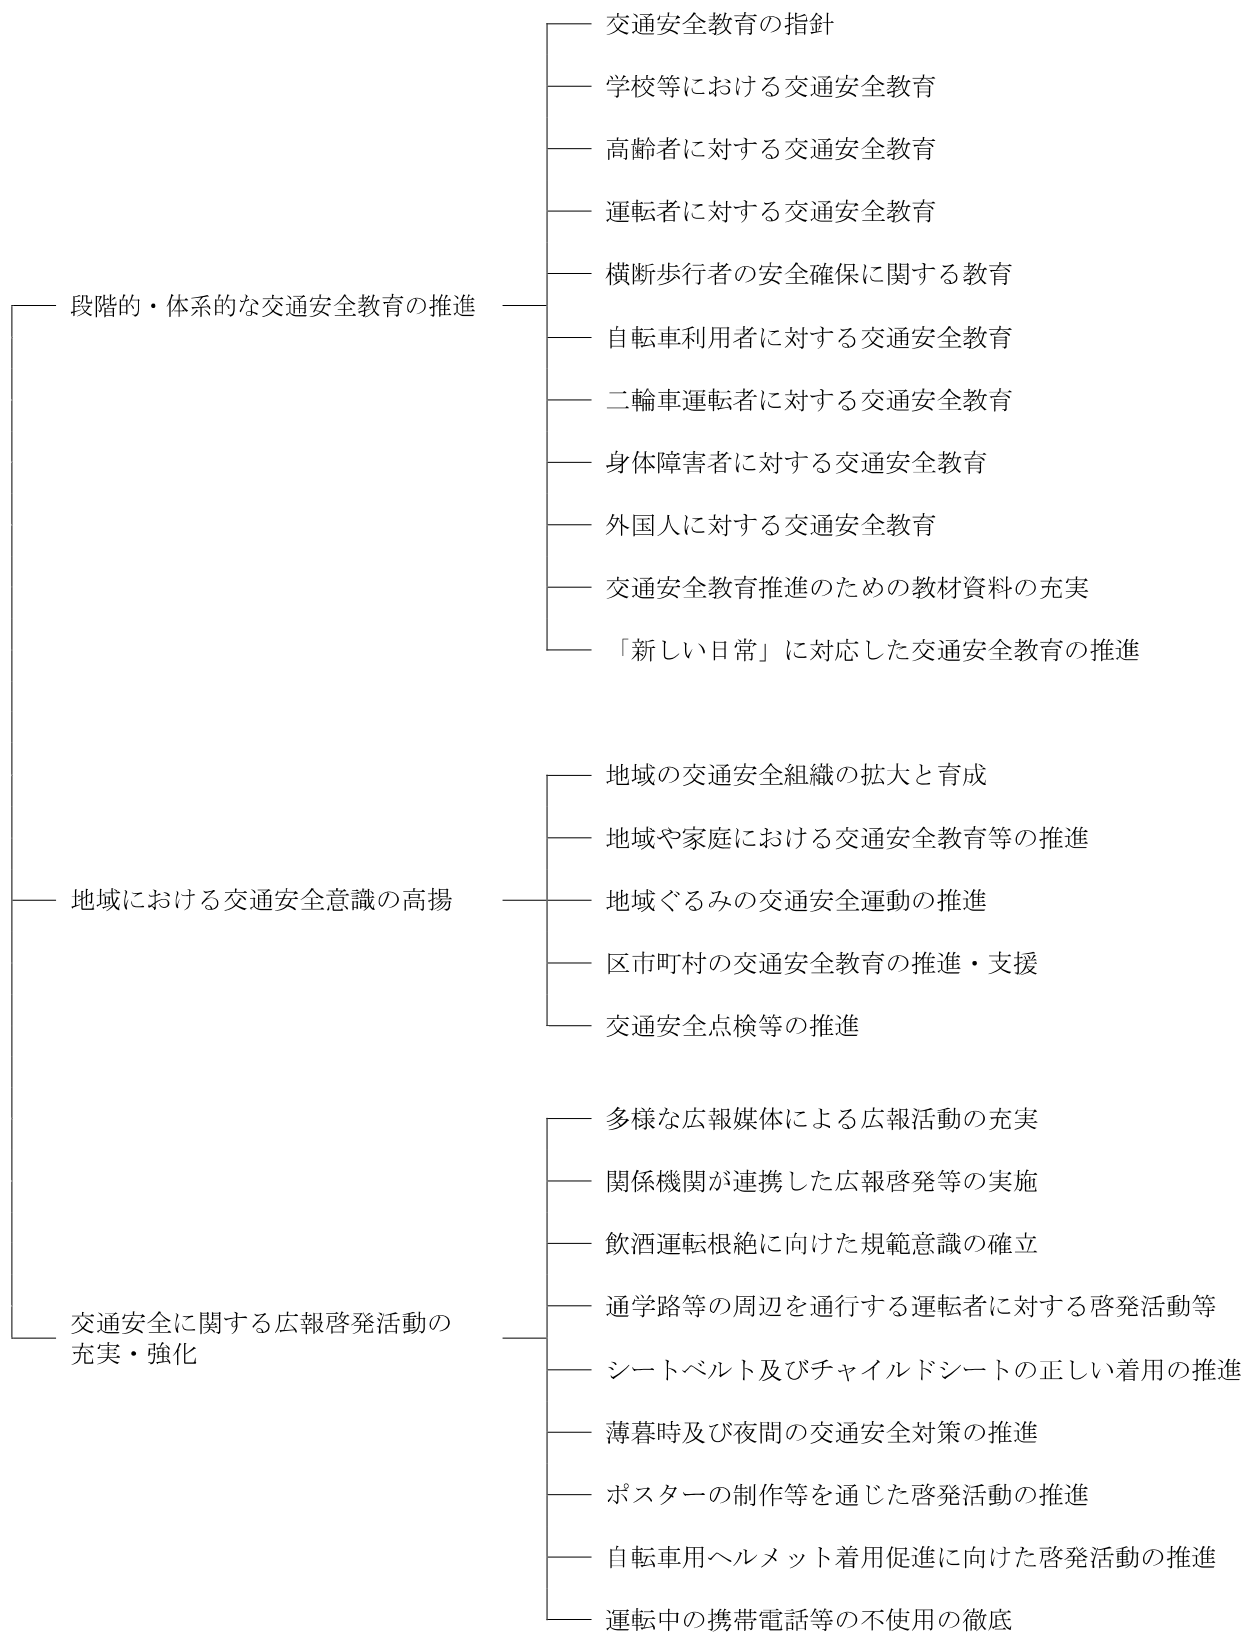 段階的・体系的な交通安全教育の推進
交通安全教育の指針
学校等における交通安全教育
高齢者に対する交通安全教育
運転者に対する交通安全教育
横断歩行者の安全確保に関する教育
自転車利用者に対する交通安全教育
二輪車運転者に対する交通安全教育
身体障害者に対する交通安全教育
外国人に対する交通安全教育
交通安全教育推進のための教材資料の充実
「新しい日常」に対応した交通安全教育の推進
地域における交通安全意識の高揚
地域の交通安全組織の拡大と育成
地域や家庭における交通安全教育等の推進
地域ぐるみの交通安全運動の推進
区市町村の交通安全教育の推進・支援
交通安全点検等の推進
交通安全に関する広報啓発活動の
充実・強化
多様な広報媒体による広報活動の充実
関係機関が連携した広報啓発等の実施
飲酒運転根絶に向けた規範意識の確立
通学路等の周辺を通行する運転者に対する啓発活動等
シートベルト及びチャイルドシートの正しい着用の推進
薄暮時及び夜間の交通安全対策の推進
ポスターの制作等を通じた啓発活動の推進
自転車用ヘルメット着用促進に向けた啓発活動の推進
運転中の携帯電話等の不使用の徹底